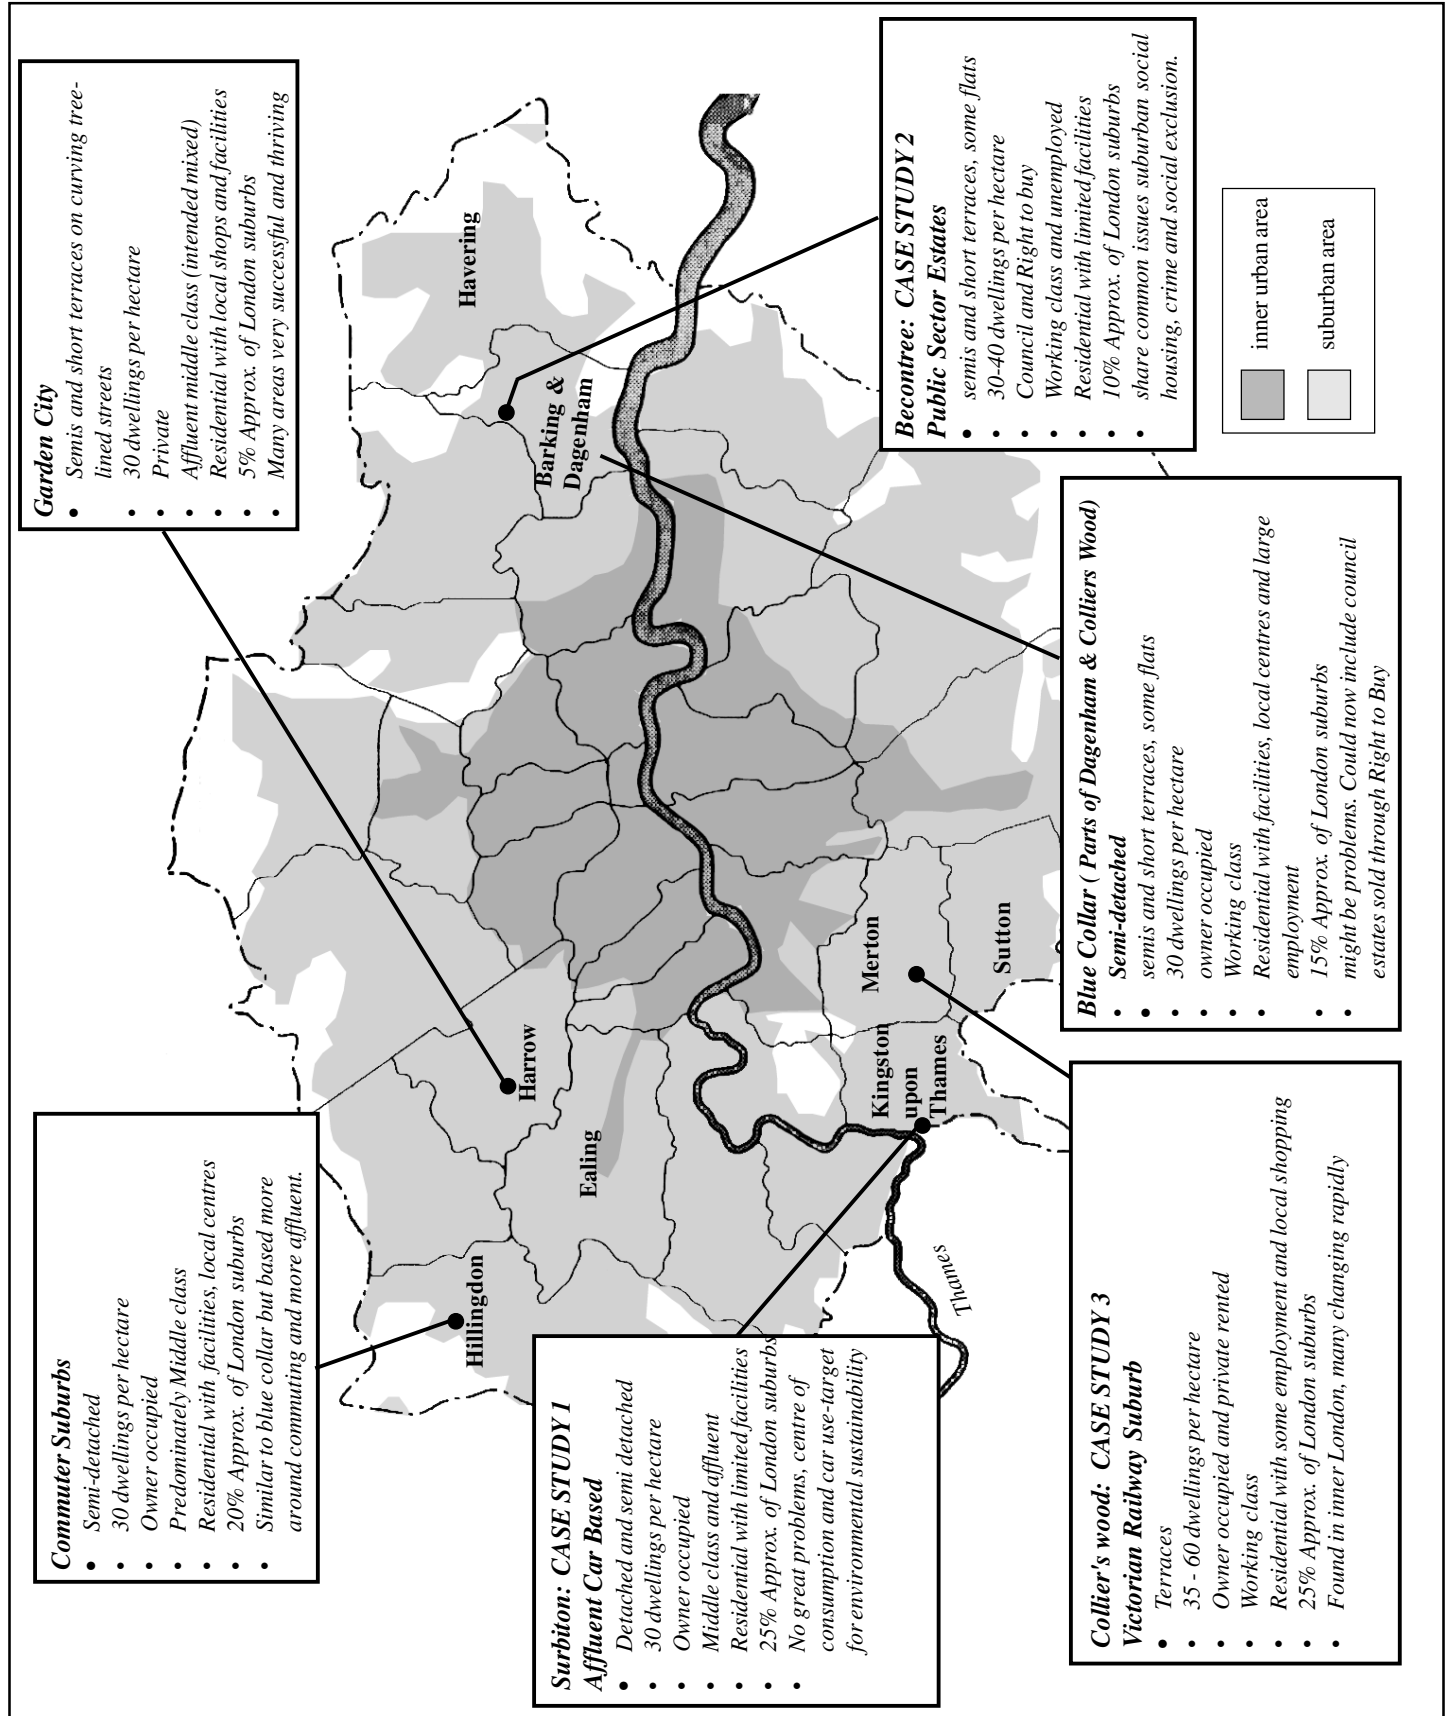 Commuter Suburbs
• Semi-detached
• 30 dwellings per hectare
• Owner occupied
• Predominately Middle class
• Residential with facilities, local centres
• 20% Approx. of London suburbs
• Similar to blue collar but based more
around commuting and more affluent.
Garden City
• Semis and short terraces on curving tree-
lined streets
• 30 dwellings per hectare
• Private
• Affluent middle class (intended mixed)
• Residential with local shops and facilities
• 5% Approx. of London suburbs
• Many areas very successful and thriving
Hillingdon
Harrow
Ealing
Havering
Barking &
Dagenham
Merton
Sutton
Kingston
upon
Thames
Thames
Surbiton: CASE STUDY 1
Affluent Car Based
• Detached and semi detached
• 30 dwellings per hectare
• Owner occupied
• Middle class and affluent
• Residential with limited facilities
• 25% Approx. of London suburbs
• No great problems, centre of
consumption and car use-target
for environmental sustainability
Becontree: CASE STUDY 2
Public Sector Estates
• semis and short terraces, some flats
• 30-40 dwellings per hectare
• Council and Right to buy
• Working class and unemployed
• Residential with limited facilities
• 10% Approx. of London suburbs
• share common issues suburban social
housing, crime and social exclusion.
Collier's wood: CASE STUDY 3
Victorian Railway Suburb
• Terraces
• 35 - 60 dwellings per hectare
• Owner occupied and private rented
• Working class
• Residential with some employment and local shopping
• 25% Approx. of London suburbs
• Found in inner London, many changing rapidly
Blue Collar ( Parts of Dagenham & Colliers Wood)
• Semi-detached
• semis and short terraces, some flats
• 30 dwellings per hectare
• owner occupied
• Working class
• Residential with facilities, local centres and large
employment
• 15% Approx. of London suburbs
• might be problems. Could now include council
estates sold through Right to Buy
inner urban area
suburban area